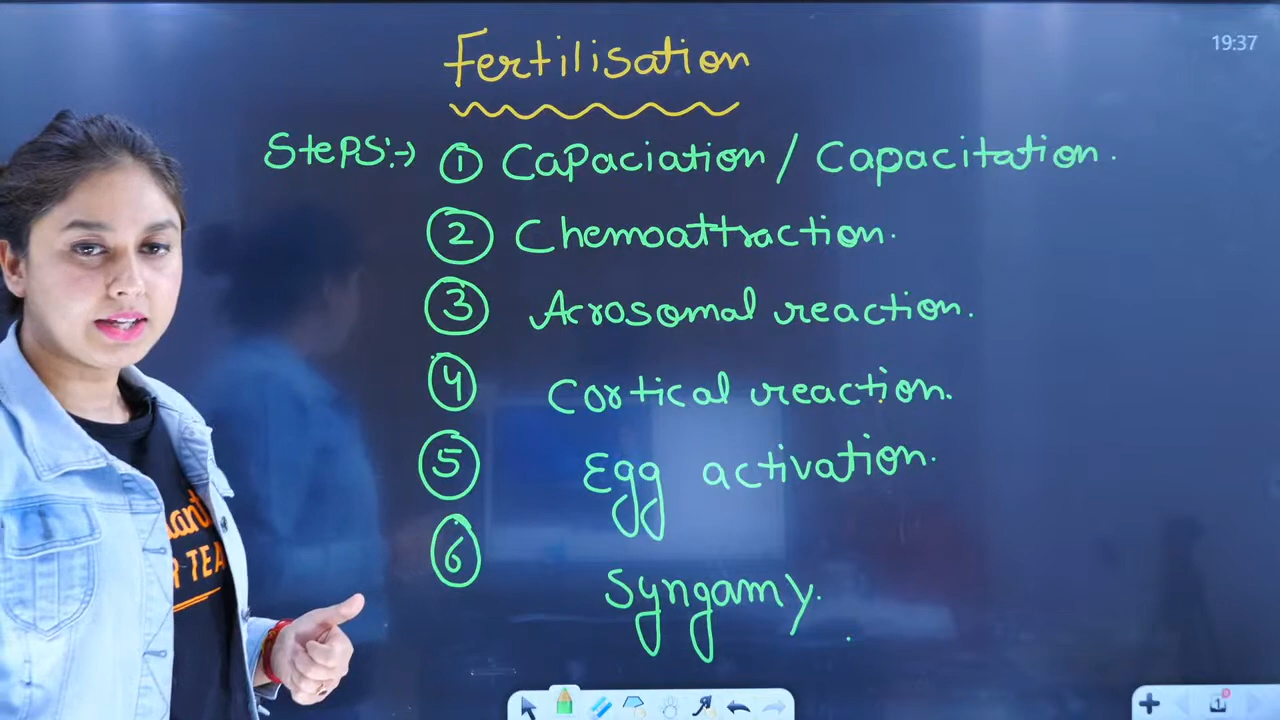 19:37
Fertilisation
Steps:→ ① Capaciation / Capacitation.
② Chemoattraction.
③ Acrosomal reaction.
④ Cortical reaction.
⑤ Egg activation.
⑥ Syngamy.
1